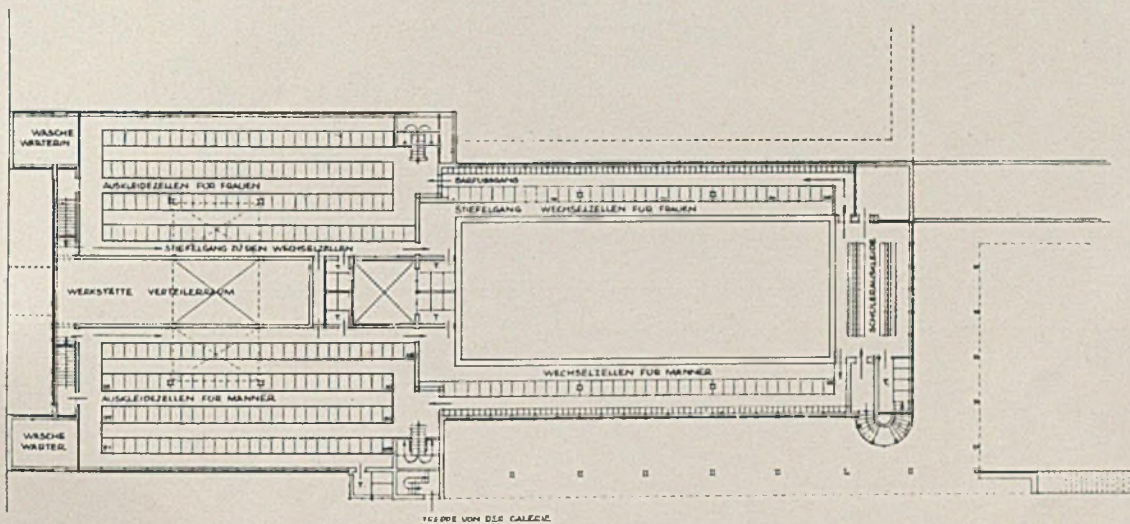 WÄSCHE
WÄRTERIN
AUSKLEIDEZELLEN FÜR FRAUEN
BARFUSSGANG
STIEFELGANG WECHSELZELLEN FÜR FRAUEN
STIEFELGANG ZU DEN WECHSELZELLEN
WERKSTÄTTE VERTEILERRAUM
SCHÜLERAUSKLEIDE
WECHSELZELLEN FÜR MÄNNER
AUSKLEIDEZELLEN FÜR MÄNNER
WÄSCHE
WÄRTER
TREPPE VON DER GALERIE